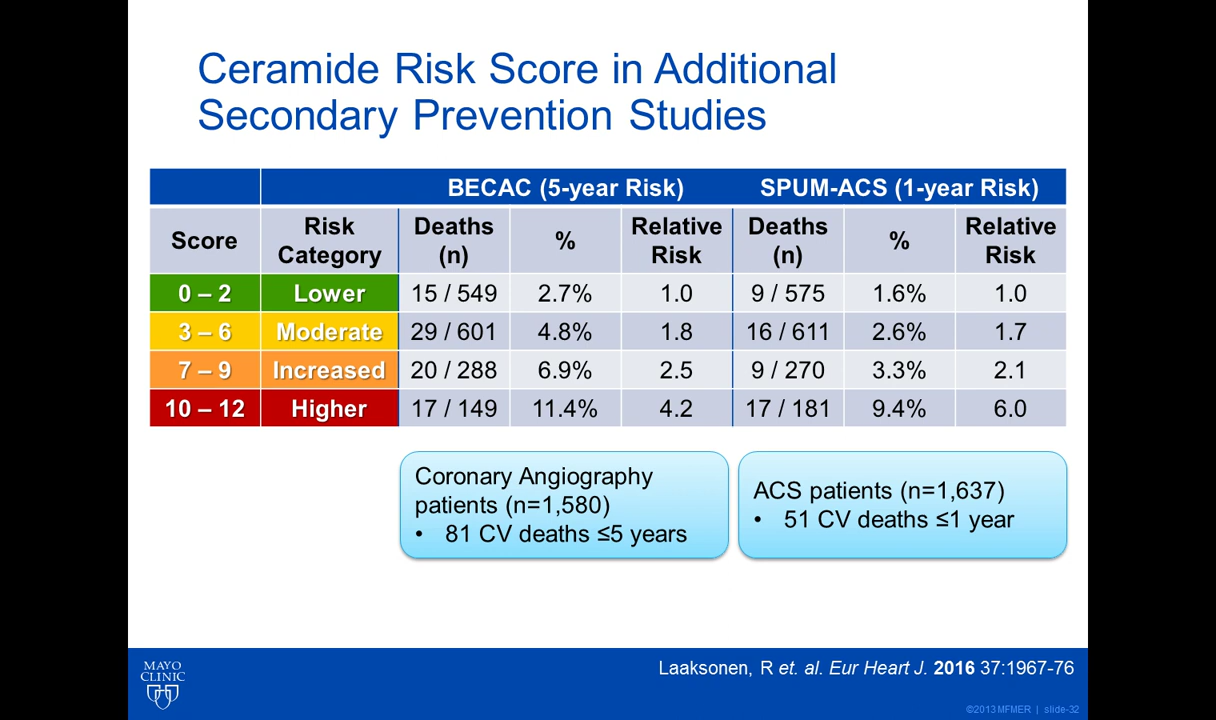 Ceramide Risk Score in Additional
Secondary Prevention Studies
BECAC (5-year Risk) SPUM-ACS (1-year Risk)
Score Risk Category Deaths (n) % Relative Risk Deaths (n) % Relative Risk
0 – 2 Lower 15 / 549 2.7% 1.0 9 / 575 1.6% 1.0
3 – 6 Moderate 29 / 601 4.8% 1.8 16 / 611 2.6% 1.7
7 – 9 Increased 20 / 288 6.9% 2.5 9 / 270 3.3% 2.1
10 – 12 Higher 17 / 149 11.4% 4.2 17 / 181 9.4% 6.0
Coronary Angiography
patients (n=1,580)
• 81 CV deaths ≤5 years
ACS patients (n=1,637)
• 51 CV deaths ≤1 year
MAYO
CLINIC
Laaksonen, R et. al. Eur Heart J. 2016 37:1967-76
©2013 MFMER | slide-32